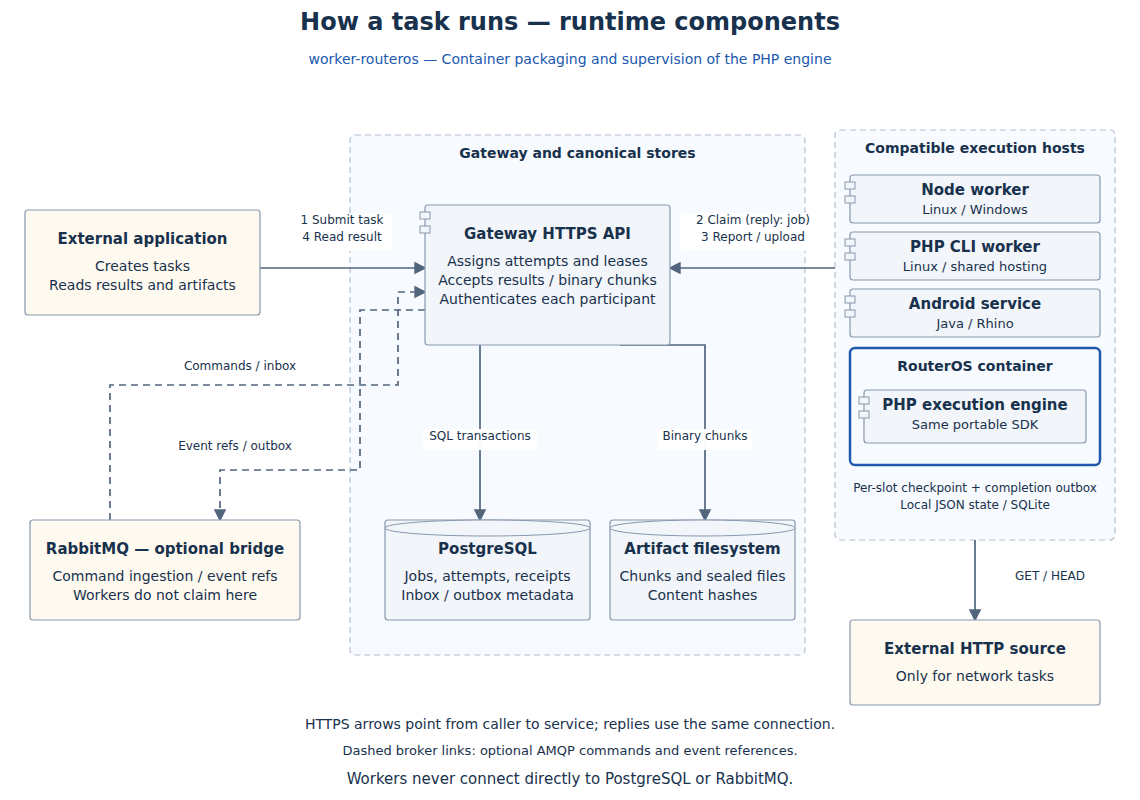 How a task runs — runtime components
worker-routeros — Container packaging and supervision of the PHP engine
Gateway and canonical stores
Compatible execution hosts
Node worker
Linux / Windows
PHP CLI worker
Linux / shared hosting
Android service
Java / Rhino
RouterOS container
PHP execution engine
Same portable SDK
Per-slot checkpoint + completion outbox
Local JSON state / SQLite
External application
Creates tasks
Reads results and artifacts
1 Submit task
4 Read result
Gateway HTTPS API
Assigns attempts and leases
Accepts results / binary chunks
Authenticates each participant
2 Claim (reply: job)
3 Report / upload
Commands / inbox
Event refs / outbox
SQL transactions
Binary chunks
RabbitMQ — optional bridge
Command ingestion / event refs
Workers do not claim here
PostgreSQL
Jobs, attempts, receipts
Inbox / outbox metadata
Artifact filesystem
Chunks and sealed files
Content hashes
GET / HEAD
External HTTP source
Only for network tasks
HTTPS arrows point from caller to service; replies use the same connection.
Dashed broker links: optional AMQP commands and event references.
Workers never connect directly to PostgreSQL or RabbitMQ.